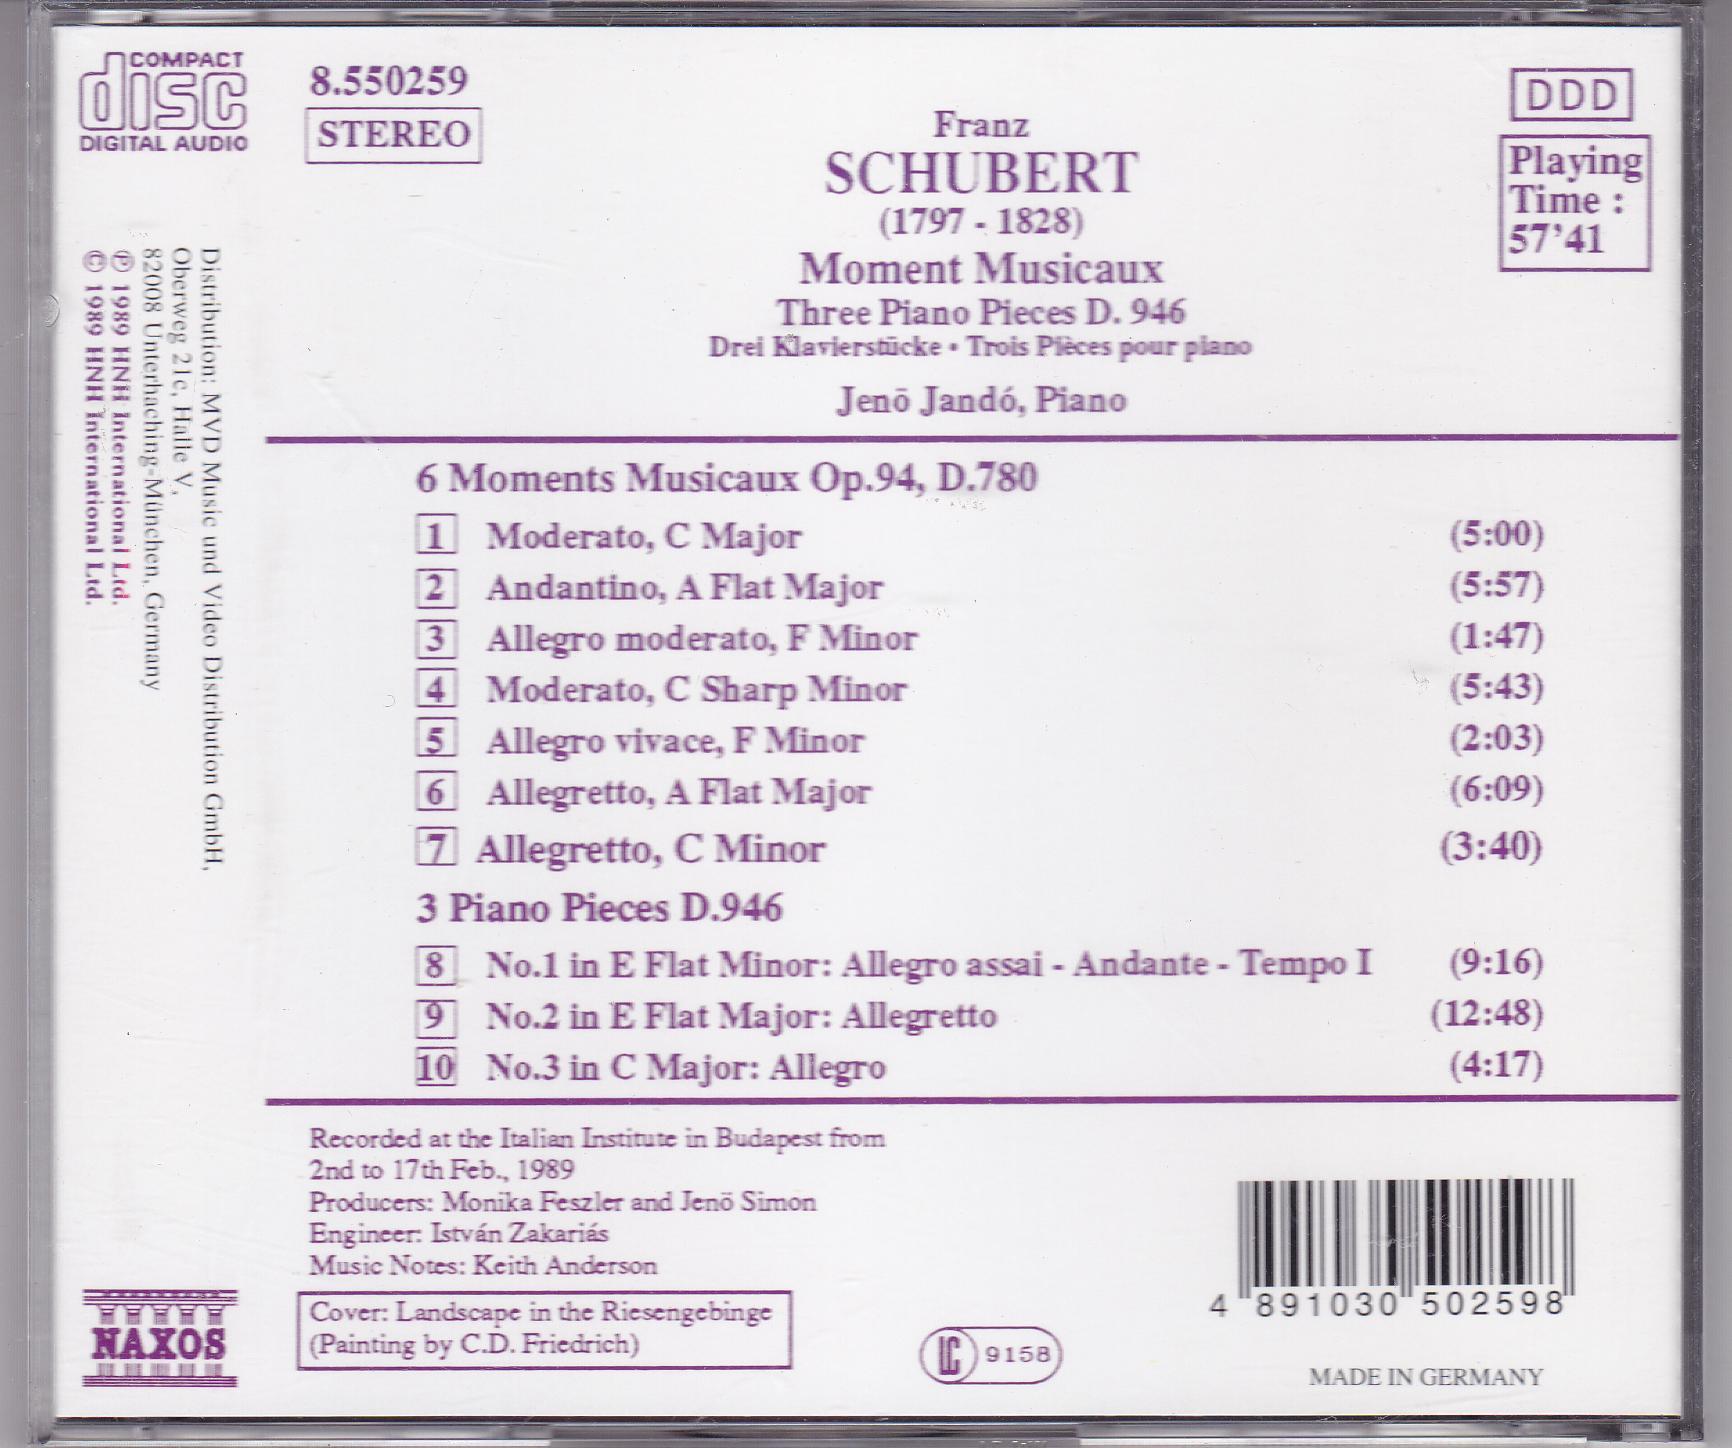 COMPACT
disc
DIGITAL AUDIO
8.550259
STEREO
DDD
Playing
Time :
57'41
Franz
SCHUBERT
(1797 - 1828)
Moment Musicaux
Three Piano Pieces D. 946
Drei Klavierstücke • Trois Pièces pour piano
Jenö Jandó, Piano
Distribution: MVD Music und Video Distribution GmbH,
Oberweg 21c, Halle V,
82008 Unterhaching-München, Germany
℗ 1989 HNH International Ltd.
© 1989 HNH International Ltd.
6 Moments Musicaux Op.94, D.780
1 Moderato, C Major (5:00)
2 Andantino, A Flat Major (5:57)
3 Allegro moderato, F Minor (1:47)
4 Moderato, C Sharp Minor (5:43)
5 Allegro vivace, F Minor (2:03)
6 Allegretto, A Flat Major (6:09)
7 Allegretto, C Minor (3:40)
3 Piano Pieces D.946
8 No.1 in E Flat Minor: Allegro assai - Andante - Tempo I (9:16)
9 No.2 in E Flat Major: Allegretto (12:48)
10 No.3 in C Major: Allegro (4:17)
Recorded at the Italian Institute in Budapest from
2nd to 17th Feb., 1989
Producers: Monika Feszler and Jenö Simon
Engineer: István Zakariás
Music Notes: Keith Anderson
Cover: Landscape in the Riesengebinge
(Painting by C.D. Friedrich)
NAXOS
LC 9158
4 891030 502598
MADE IN GERMANY